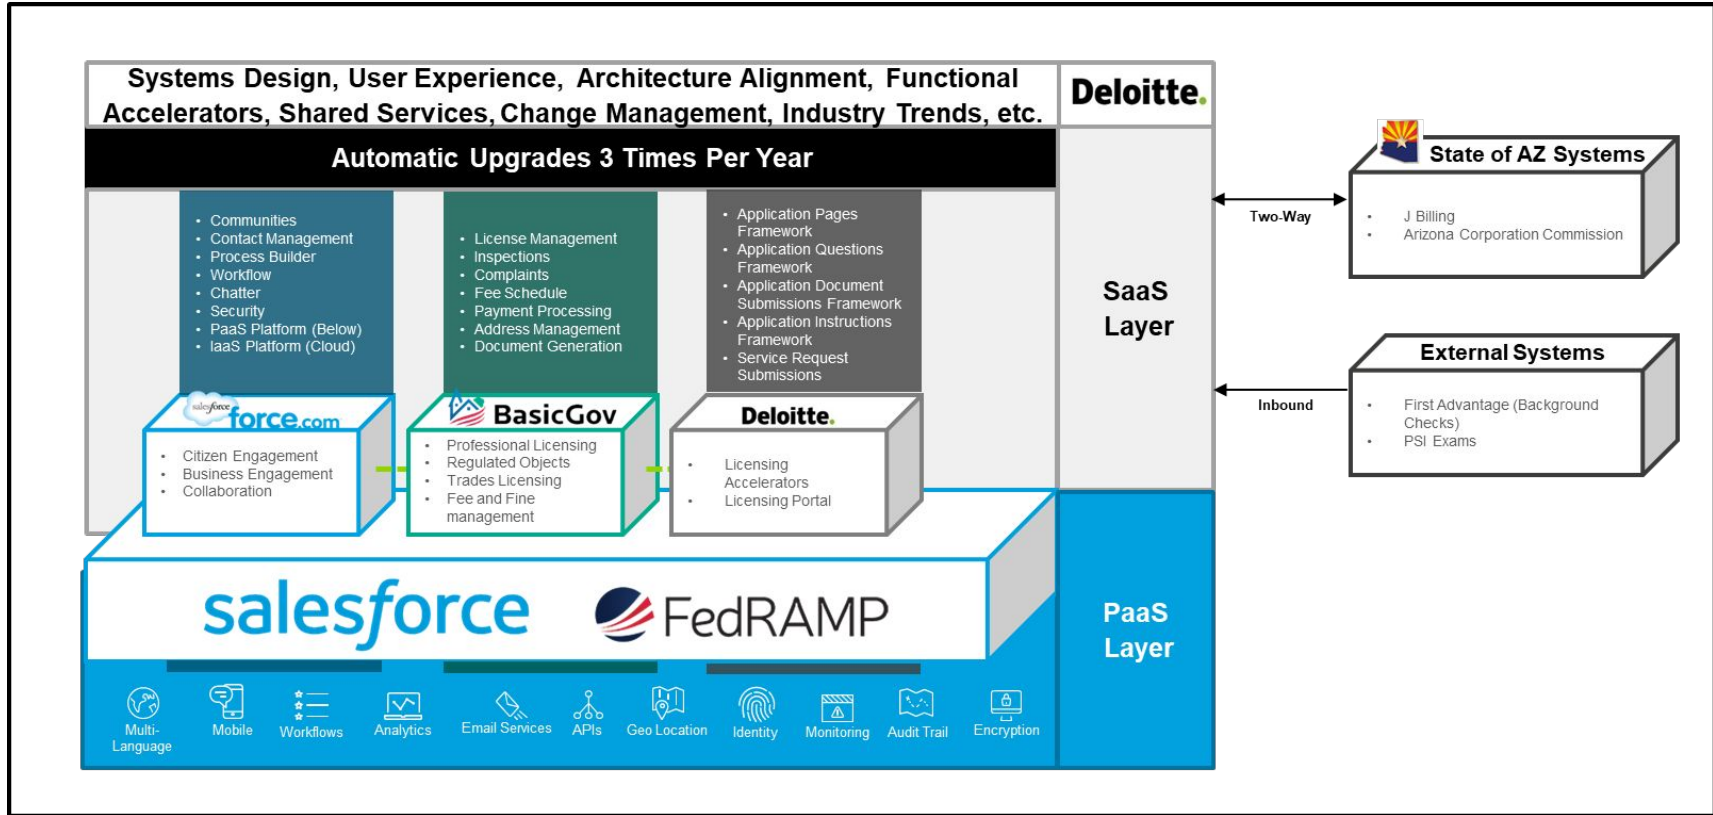 Systems Design, User Experience, Architecture Alignment, Functional
Accelerators, Shared Services, Change Management, Industry Trends, etc.
Deloitte.
Automatic Upgrades 3 Times Per Year
• Communities
• Contact Management
• Process Builder
• Workflow
• Chatter
• Security
• PaaS Platform (Below)
• IaaS Platform (Cloud)
• License Management
• Inspections
• Complaints
• Fee Schedule
• Payment Processing
• Address Management
• Document Generation
• Application Pages
Framework
• Application Questions
Framework
• Application Document
Submissions Framework
• Application Instructions
Framework
• Service Request
Submissions
SaaS
Layer
salesforce
force.com
• Citizen Engagement
• Business Engagement
• Collaboration
BasicGov
• Professional Licensing
• Regulated Objects
• Trades Licensing
• Fee and Fine
management
Deloitte.
• Licensing
Accelerators
• Licensing Portal
salesforce
FedRAMP
PaaS
Layer
Multi-
Language
Mobile
Workflows
Analytics
Email Services
APIs
Geo Location
Identity
Monitoring
Audit Trail
Encryption
Two-Way
State of AZ Systems
• J Billing
• Arizona Corporation Commission
Inbound
External Systems
• First Advantage (Background
Checks)
• PSI Exams